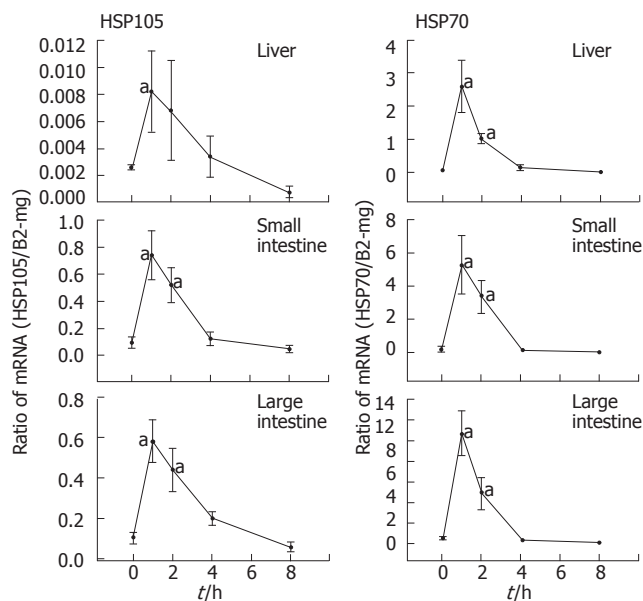 HSP105
Liver
0.012
0.010
0.008
0.006
0.004
0.002
0.000
a
Small
intestine
1.0
0.8
0.6
0.4
0.2
0.0
a
a
Large
intestine
0.8
0.6
0.4
0.2
0.0
a
a
0 2 4 6 8
t/h
Ratio of mRNA (HSP105/B2-mg)
HSP70
Liver
4
3
2
1
0
a
a
Small
intestine
8
6
4
2
0
a
a
Large
intestine
14
12
10
8
6
4
2
0
a
a
0 2 4 6 8
t/h
Ratio of mRNA (HSP70/B2-mg)